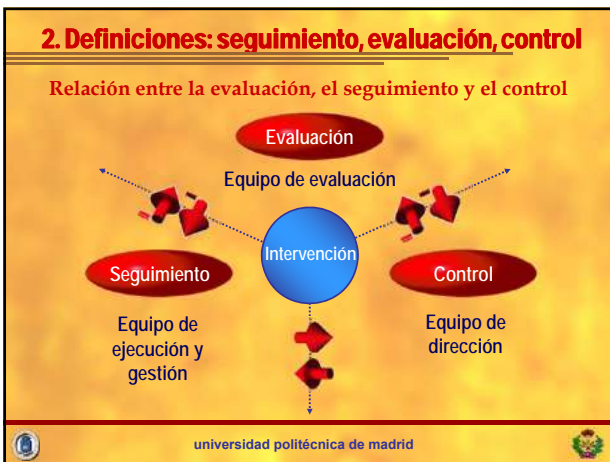 2. Definiciones: seguimiento, evaluación, control
Relación entre la evaluación, el seguimiento y el control
Evaluación
Equipo de evaluación
Intervención
Seguimiento
Control
Equipo de
ejecución y
gestión
Equipo de
dirección
universidad politécnica de madrid